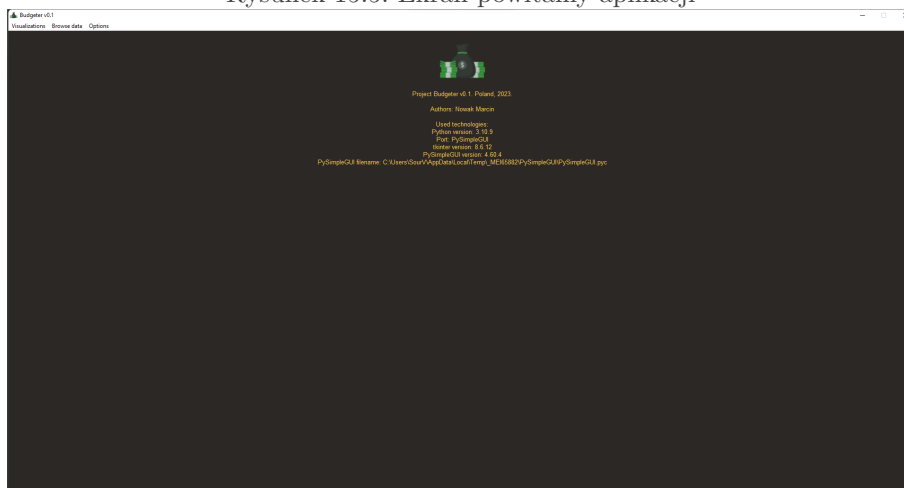 Rysunek
Ekran powitalny aplikacji
Budgeter v0.1
Visualizations Browse data Options
$
Project Budgeter v0.1. Poland, 2023.
Authors: Nowak Marcin
Used technologies:
Python version: 3.10.9
Port: PySimpleGUI
tkinter version: 8.6.12
PySimpleGUI version: 4.60.4
PySimpleGUI filename: C:\Users\SourV\AppData\Local\Temp\_MEI65882\PySimpleGUI\PySimpleGUI.pyc